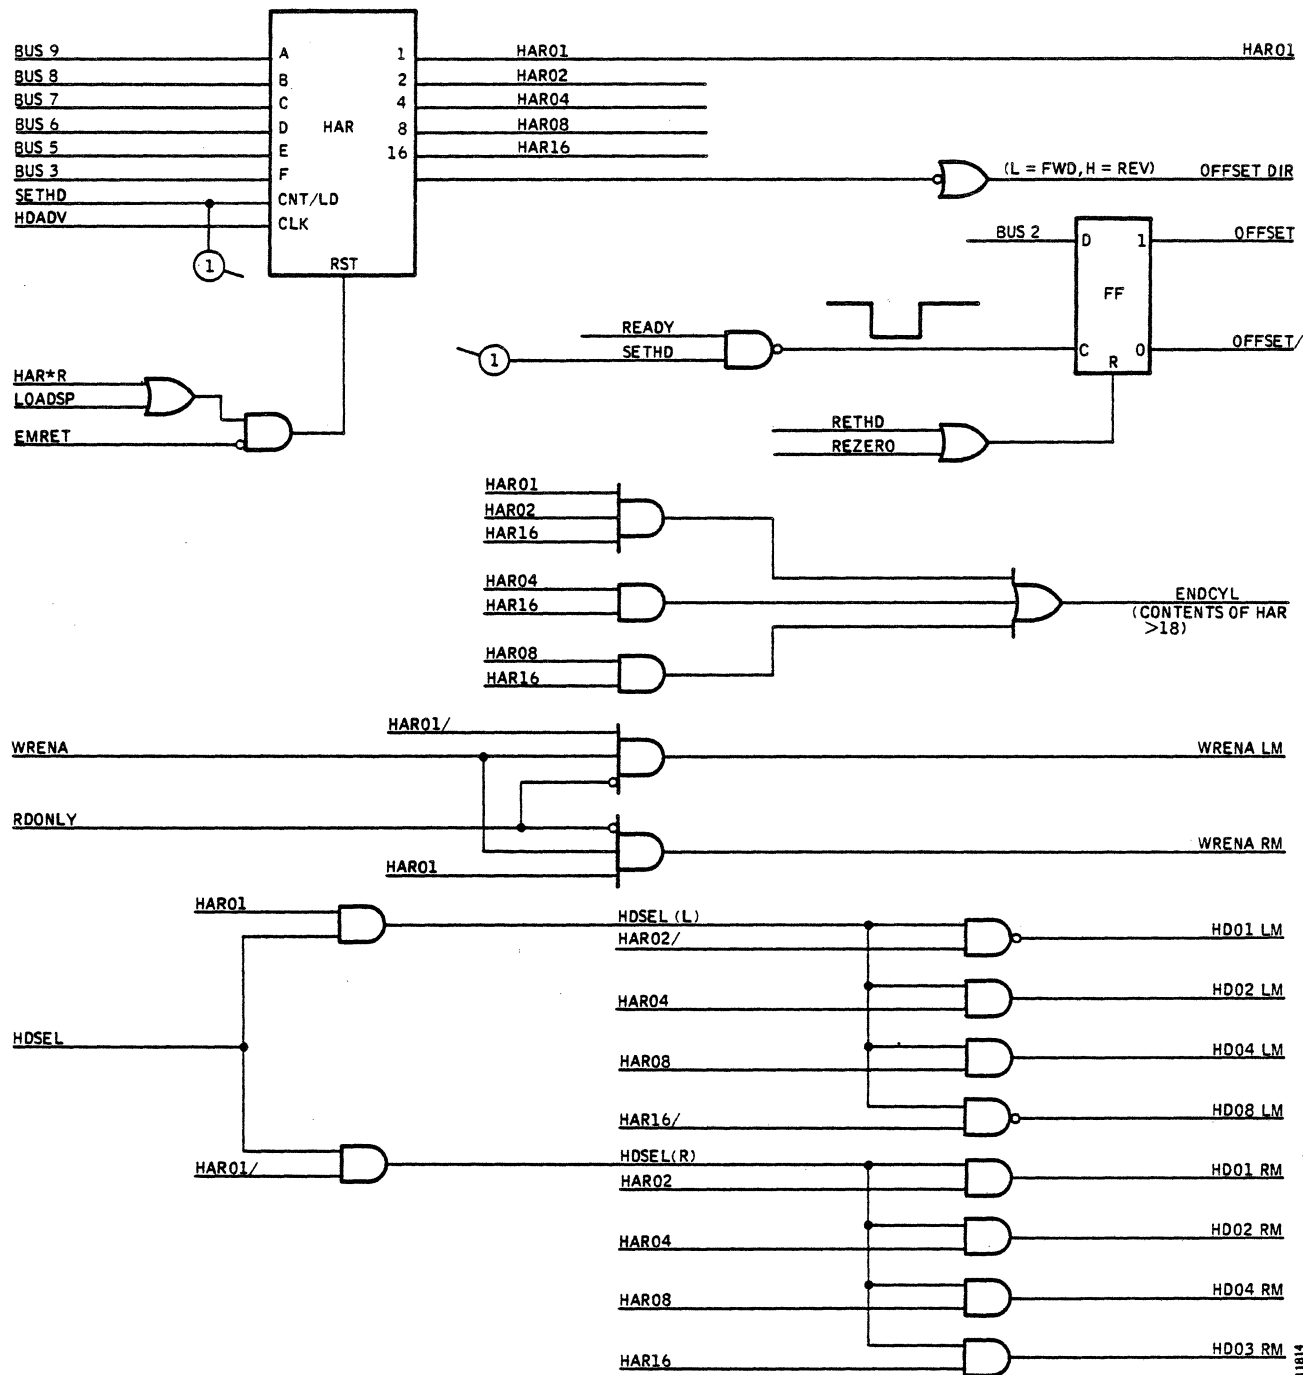 BUS 9 A 1 HAR01 HAR01
BUS 8 B 2 HAR02
BUS 7 C 4 HAR04
BUS 6 D HAR 8 HAR08
BUS 5 E 16 HAR16
BUS 3 F (L = FWD, H = REV) OFFSET DIR
SETHD CNT/LD
HDADV CLK
RST
1
BUS 2 D 1 OFFSET
FF
READY
SETHD
1
C 0 OFFSET/
R
HAR*R
LOADSP
EMRET
RETHD
REZERO
HAR01
HAR02
HAR16
HAR04
HAR16
ENDCYL
(CONTENTS OF HAR
>18)
HAR08
HAR16
HAR01/
WRENA WRENA LM
RDONLY
WRENA RM
HAR01
HAR01
HDSEL (L)
HAR02/ HD01 LM
HAR04 HD02 LM
HDSEL
HAR08 HD04 LM
HAR16/ HD08 LM
HAR01/
HDSEL(R)
HAR02 HD01 RM
HAR04 HD02 RM
HAR08 HD04 RM
HAR16 HD03 RM
11814